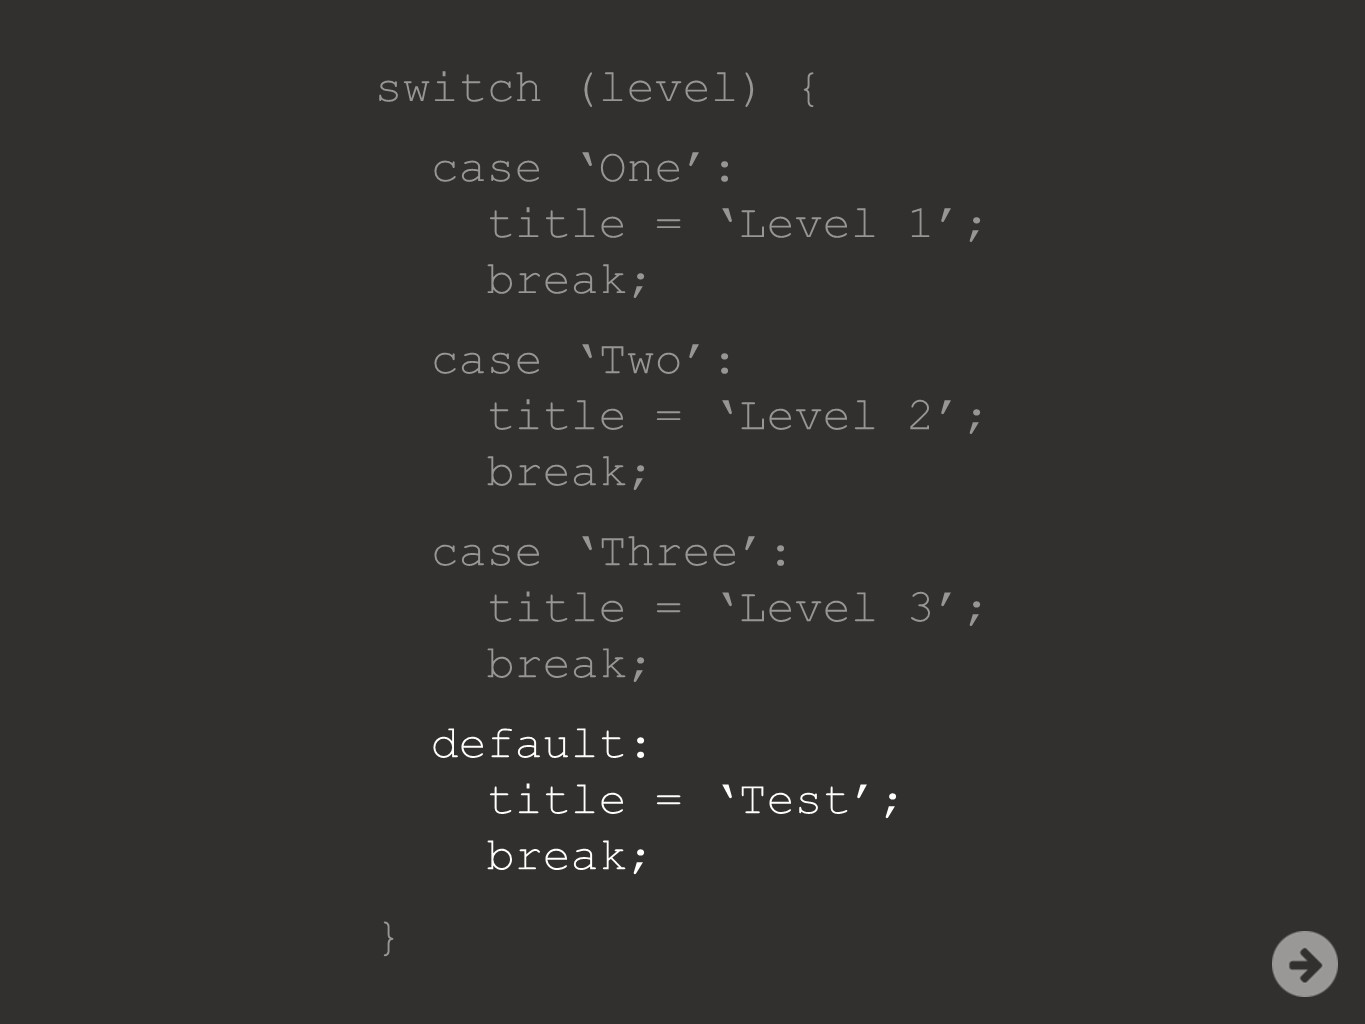 switch (level) {
case ‘One’:
title = ‘Level 1’;
break;
case ‘Two’:
title = ‘Level 2’;
break;
case ‘Three’:
title = ‘Level 3’;
break;
default:
title = ‘Test’;
break;
}